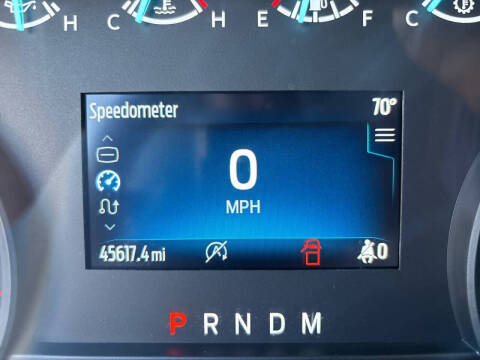 H C H E F C
Speedometer 70°
0
MPH
45617.4 mi 0
P R N D M